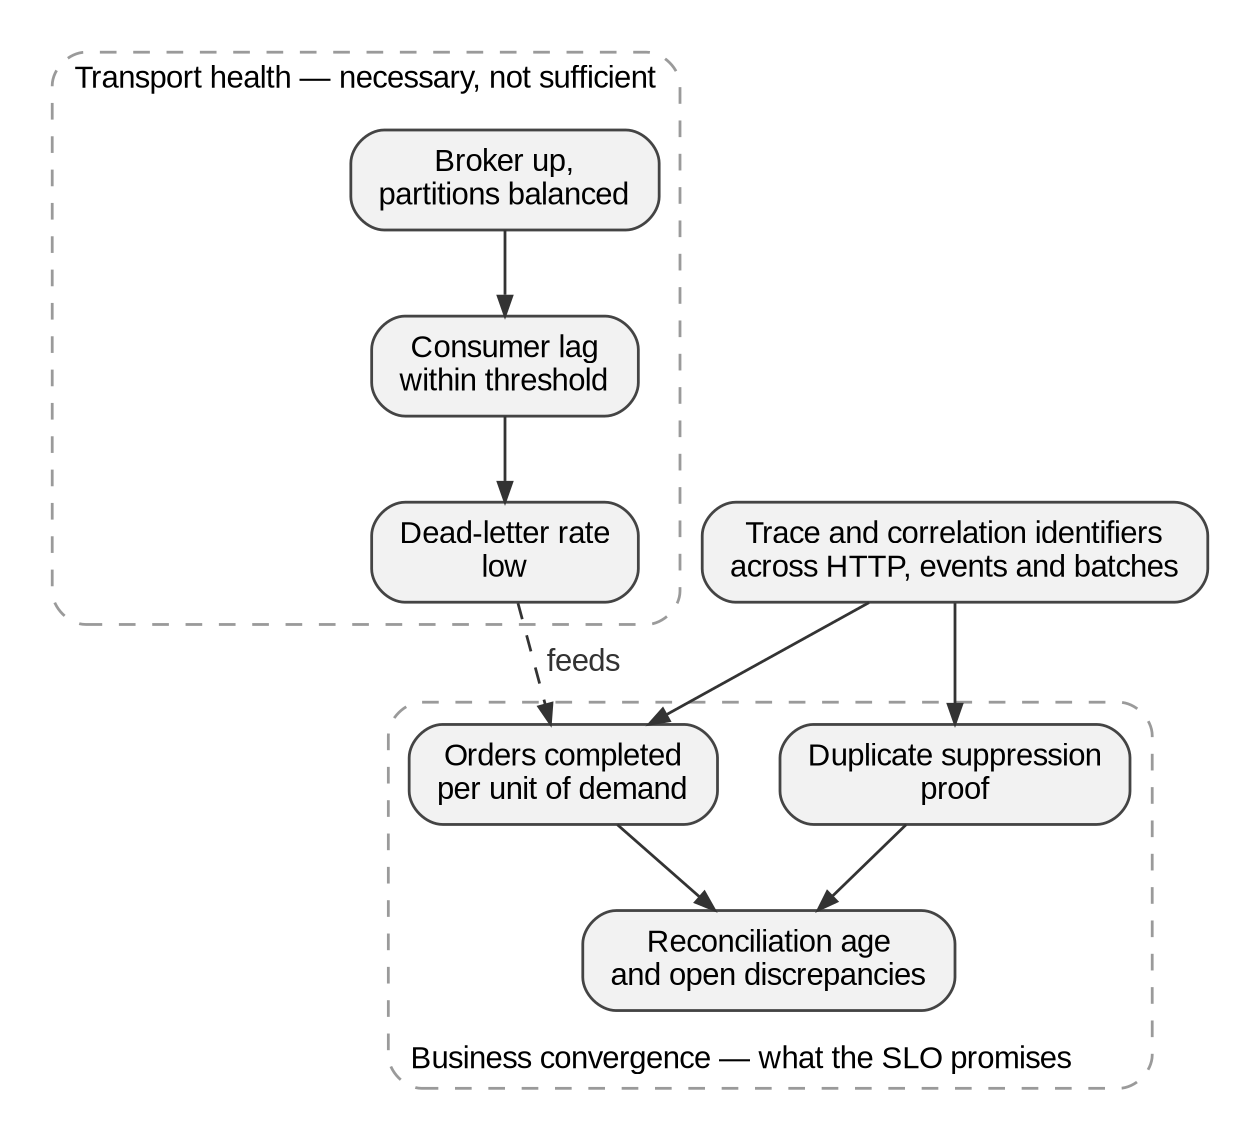 Transport health — necessary, not sufficient
Broker up,
partitions balanced
Consumer lag
within threshold
Dead-letter rate
low
Trace and correlation identifiers
across HTTP, events and batches
feeds
Orders completed
per unit of demand
Duplicate suppression
proof
Reconciliation age
and open discrepancies
Business convergence — what the SLO promises